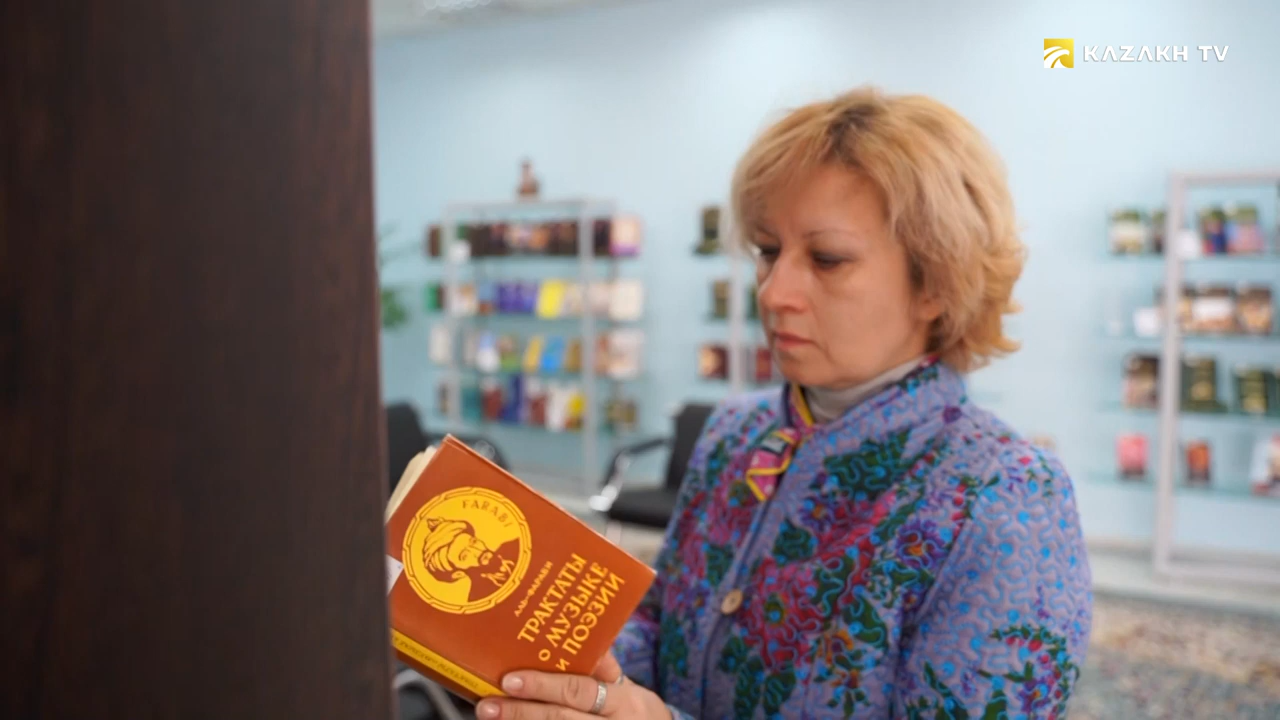 KAZAKH TV
FARABI
АЛЬ-ФАРАБИ
ТРАКТАТЫ
О МУЗЫКЕ
И ПОЭЗИИ